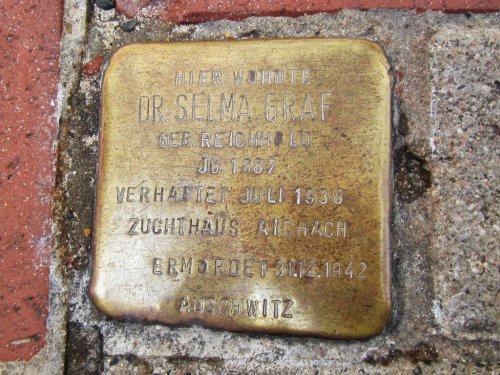 HIER WOHNTE
DR. SELMA GRAF
GEB. REICHHOLD
JG. 1887
VERHAFTET JULI 1938
ZUCHTHAUS AICHACH
ERMORDET 31.12.1942
AUSCHWITZ